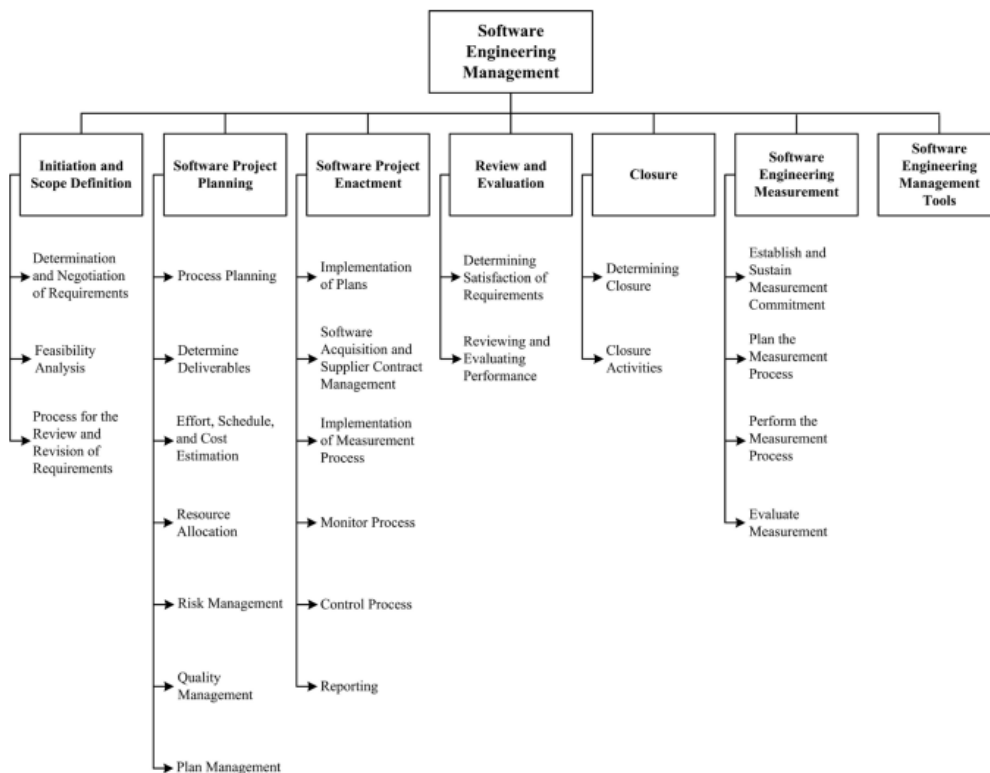 Software
Engineering
Management
Initiation and
Scope Definition
Software Project
Planning
Software Project
Enactment
Review and
Evaluation
Closure
Software
Engineering
Measurement
Software
Engineering
Management
Tools
Determination
and Negotiation
of Requirements
Feasibility
Analysis
Process for the
Review and
Revision of
Requirements
Process Planning
Determine
Deliverables
Effort, Schedule,
and Cost
Estimation
Resource
Allocation
Risk Management
Quality
Management
Plan Management
Implementation
of Plans
Software
Acquisition and
Supplier Contract
Management
Implementation
of Measurement
Process
Monitor Process
Control Process
Reporting
Determining
Satisfaction of
Requirements
Reviewing and
Evaluating
Performance
Determining
Closure
Closure
Activities
Establish and
Sustain
Measurement
Commitment
Plan the
Measurement
Process
Perform the
Measurement
Process
Evaluate
Measurement